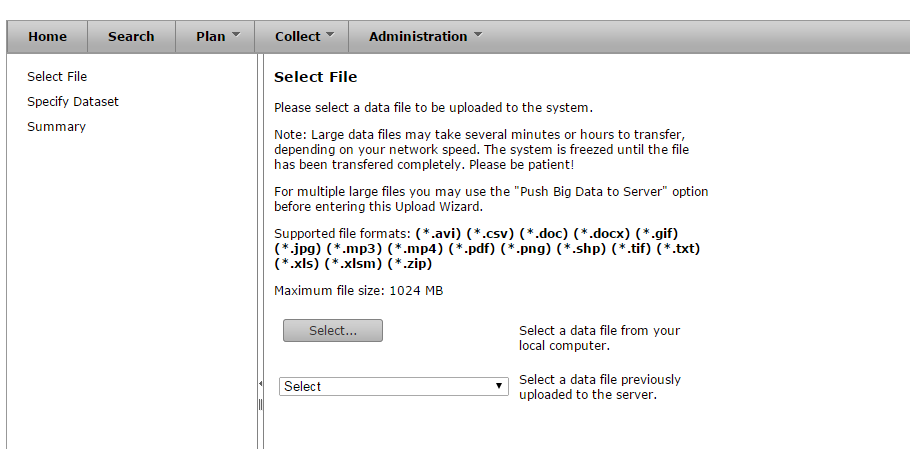 Home Search Plan Collect Administration
Select File
Specify Dataset
Summary
Select File
Please select a data file to be uploaded to the system.
Note: Large data files may take several minutes or hours to transfer,
depending on your network speed. The system is freezed until the file
has been transfered completely. Please be patient!
For multiple large files you may use the "Push Big Data to Server" option
before entering this Upload Wizard.
Supported file formats: (*.avi) (*.csv) (*.doc) (*.docx) (*.gif)
(*.jpg) (*.mp3) (*.mp4) (*.pdf) (*.png) (*.shp) (*.tif) (*.txt)
(*.xls) (*.xlsm) (*.zip)
Maximum file size: 1024 MB
Select...
Select a data file from your
local computer.
Select
Select a data file previously
uploaded to the server.